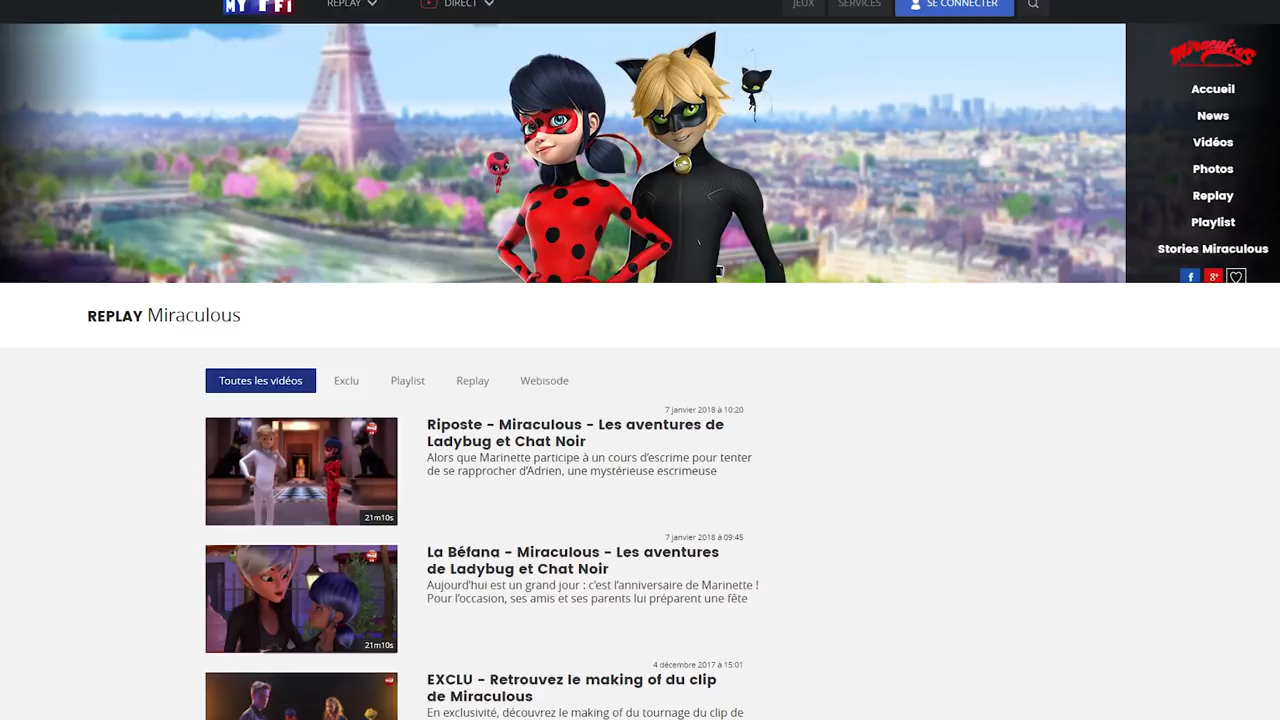 MYTF1
REPLAY
DIRECT
JEUX
SERVICES
SE CONNECTER
Miraculous
Accueil
News
Vidéos
Photos
Replay
Playlist
Stories Miraculous
f
g+
REPLAY Miraculous
Toutes les vidéos
Exclu
Playlist
Replay
Webisode
7 janvier 2018 à 10:20
Riposte - Miraculous - Les aventures de
Ladybug et Chat Noir
Alors que Marinette participe à un cours d'escrime pour tenter
de se rapprocher d'Adrien, une mystérieuse escrimeuse
21m10s
7 janvier 2018 à 09:45
La Béfana - Miraculous - Les aventures
de Ladybug et Chat Noir
Aujourd'hui est un grand jour : c'est l'anniversaire de Marinette !
Pour l'occasion, ses amis et ses parents lui préparent une fête
21m10s
4 décembre 2017 à 15:01
EXCLU - Retrouvez le making of du clip
de Miraculous
En exclusivité, découvrez le making of du tournage du clip de